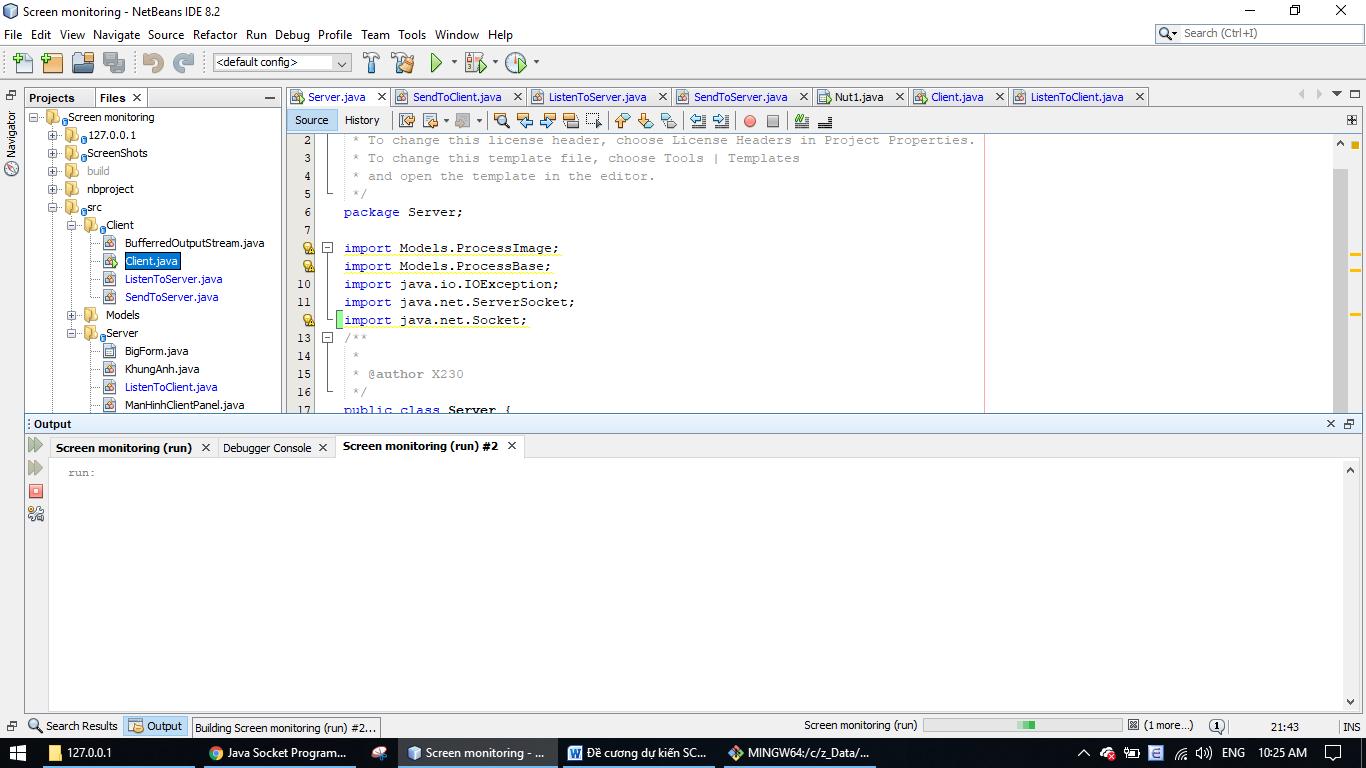 Screen monitoring - NetBeans IDE 8.2
File Edit View Navigate Source Refactor Run Debug Profile Team Tools Window Help
Search (Ctrl+I)
<default config>
Navigator
Projects Files
Screen monitoring
127.0.0.1
ScreenShots
build
nbproject
src
Client
BufferredOutputStream.java
Client.java
ListenToServer.java
SendToServer.java
Models
Server
BigForm.java
KhungAnh.java
ListenToClient.java
ManHinhClientPanel.java
Server.java SendToClient.java ListenToServer.java SendToServer.java Nut1.java Client.java ListenToClient.java
Source History
2 * To change this license header, choose License Headers in Project Properties.
3 * To change this template file, choose Tools | Templates
4 * and open the template in the editor.
5 */
6 package Server;
7
import Models.ProcessImage;
import Models.ProcessBase;
10 import java.io.IOException;
11 import java.net.ServerSocket;
import java.net.Socket;
13 /**
14 *
15 * @author X230
16 */
17 public class Server {
Output
Screen monitoring (run) Debugger Console Screen monitoring (run) #2
run:
Search Results Output Building Screen monitoring (run) #2... Screen monitoring (run) (1 more...) 1 21:43 INS
127.0.0.1 Java Socket Program... Screen monitoring - ... Đề cương dự kiến SC... MINGW64:/c/z_Data/... ENG 10:25 AM